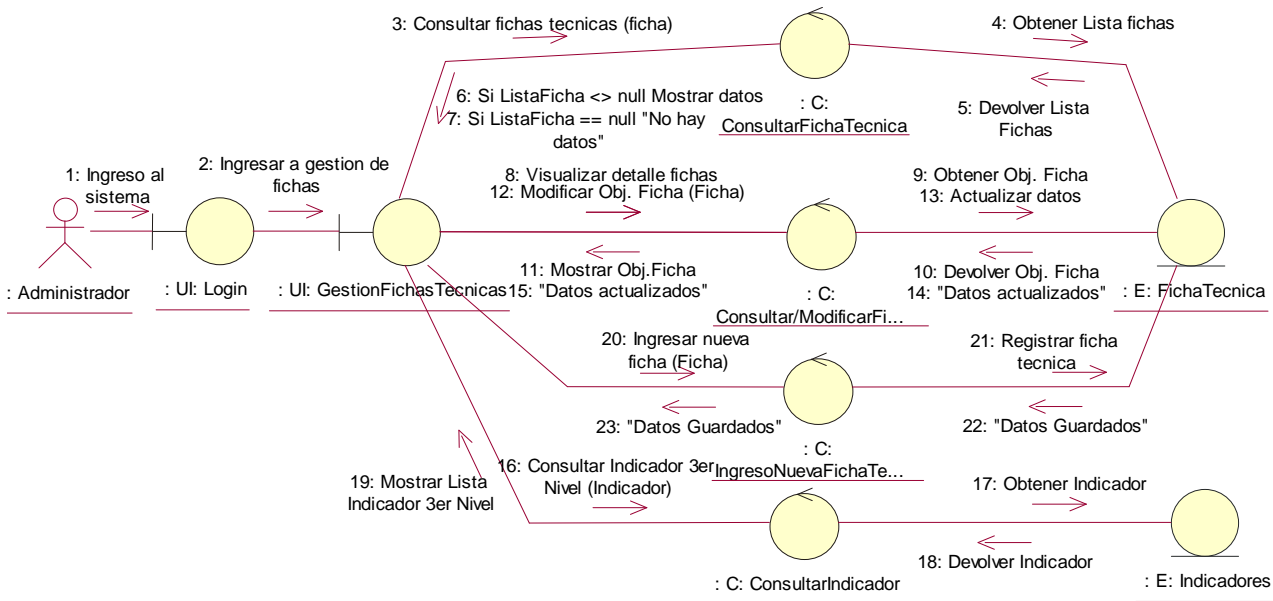 3: Consultar fichas tecnicas (ficha)
4: Obtener Lista fichas
6: Si ListaFicha <> null Mostrar datos
7: Si ListaFicha == null "No hay
datos"
: C:
ConsultarFichaTecnica
5: Devolver Lista
Fichas
1: Ingreso al
sistema
2: Ingresar a gestion de
fichas
8: Visualizar detalle fichas
12: Modificar Obj. Ficha (Ficha)
9: Obtener Obj. Ficha
13: Actualizar datos
11: Mostrar Obj.Ficha
15: "Datos actualizados"
10: Devolver Obj. Ficha
14: "Datos actualizados"
: Administrador
: UI: Login
: UI: GestionFichasTecnicas
: C:
Consultar/ModificarFi...
: E: FichaTecnica
20: Ingresar nueva
ficha (Ficha)
21: Registrar ficha
tecnica
23: "Datos Guardados"
22: "Datos Guardados"
: C:
IngresoNuevaFichaTe...
19: Mostrar Lista
Indicador 3er Nivel
16: Consultar Indicador 3er
Nivel (Indicador)
17: Obtener Indicador
18: Devolver Indicador
: C: ConsultarIndicador
: E: Indicadores